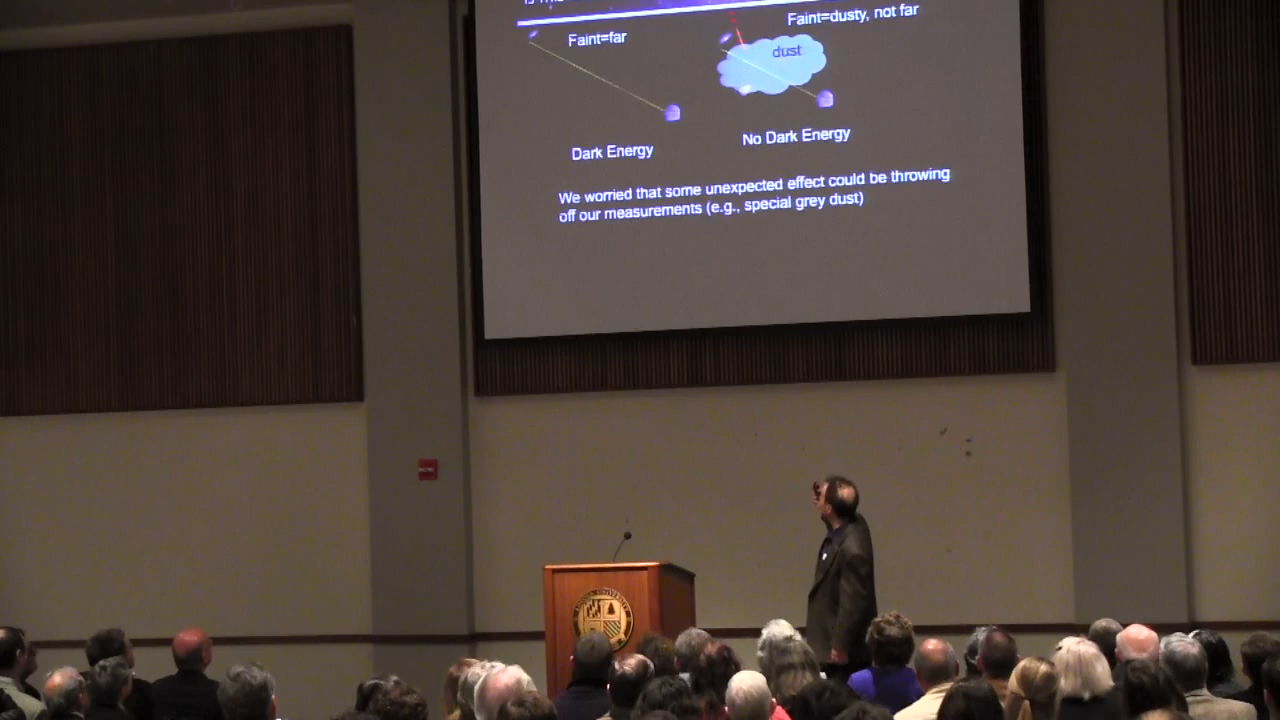 Faint=far
Faint=dusty, not far
dust
Dark Energy
No Dark Energy
We worried that some unexpected effect could be throwing
off our measurements (e.g., special grey dust)